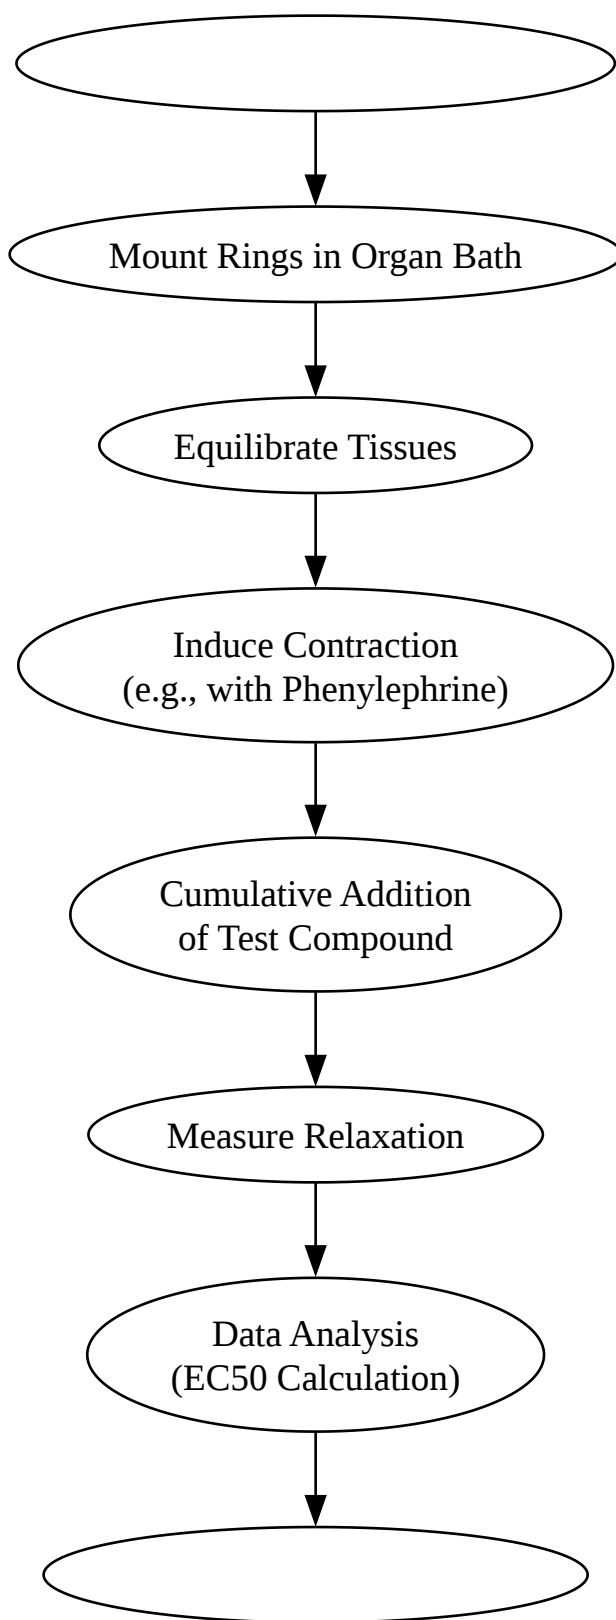 Mount Rings in Organ Bath
Equilibrate Tissues
Induce Contraction
(e.g., with Phenylephrine)
Cumulative Addition
of Test Compound
Measure Relaxation
Data Analysis
(EC50 Calculation)